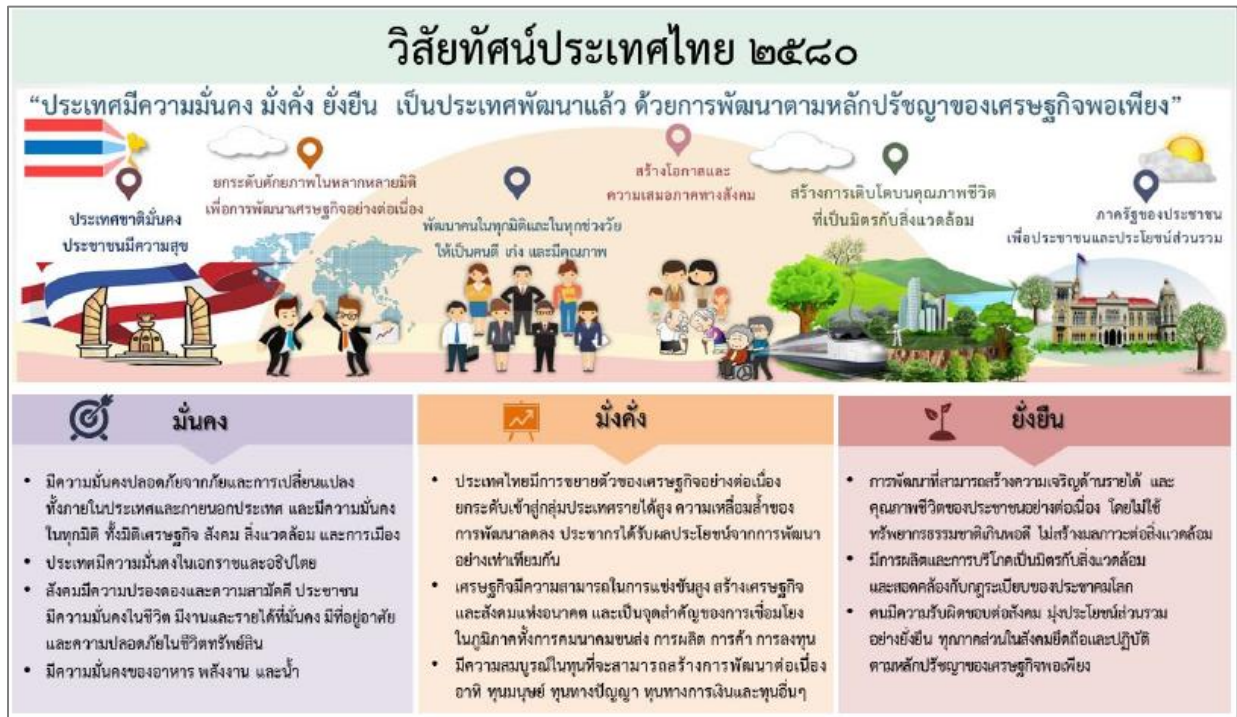 วิสัยทัศน์ประเทศไทย ๒๕๘๐
“ประเทศมีความมั่นคง มั่งคั่ง ยั่งยืน เป็นประเทศพัฒนาแล้ว ด้วยการพัฒนาตามหลักปรัชญาของเศรษฐกิจพอเพียง”
ประเทศชาติมั่นคง
ประชาชนมีความสุข
ยกระดับศักยภาพในหลากหลายมิติ
เพื่อการพัฒนาเศรษฐกิจอย่างต่อเนื่อง
พัฒนาคนในทุกมิติและในทุกช่วงวัย
ให้เป็นคนดี เก่ง และมีคุณภาพ
สร้างโอกาสและ
ความเสมอภาคทางสังคม
สร้างการเติบโตบนคุณภาพชีวิต
ที่เป็นมิตรกับสิ่งแวดล้อม
ภาครัฐของประชาชน
เพื่อประชาชนและประโยชน์ส่วนรวม
มั่นคง
• มีความมั่นคงปลอดภัยจากภัยและการเปลี่ยนแปลง
ทั้งภายในประเทศและภายนอกประเทศ และมีความมั่นคง
ในทุกมิติ ทั้งมิติเศรษฐกิจ สังคม สิ่งแวดล้อม และการเมือง
• ประเทศมีความมั่นคงในเอกราชและอธิปไตย
• สังคมมีความปรองดองและความสามัคคี ประชาชน
มีความมั่นคงในชีวิต มีงานและรายได้ที่มั่นคง มีที่อยู่อาศัย
และความปลอดภัยในชีวิตทรัพย์สิน
• มีความมั่นคงของอาหาร พลังงาน และน้ำ
มั่งคั่ง
• ประเทศไทยมีการขยายตัวของเศรษฐกิจอย่างต่อเนื่อง
ยกระดับเข้าสู่กลุ่มประเทศรายได้สูง ความเหลื่อมล้ำของ
การพัฒนาลดลง ประชากรได้รับผลประโยชน์จากการพัฒนา
อย่างเท่าเทียมกัน
• เศรษฐกิจมีความสามารถในการแข่งขันสูง สร้างเศรษฐกิจ
และสังคมแห่งอนาคต และเป็นจุดสำคัญของการเชื่อมโยง
ในภูมิภาคทั้งการคมนาคมขนส่ง การผลิต การค้า การลงทุน
• มีความสมบูรณ์ในทุนที่จะสามารถสร้างการพัฒนาต่อเนื่อง
อาทิ ทุนมนุษย์ ทุนทางปัญญา ทุนทางการเงินและทุนอื่นๆ
ยั่งยืน
• การพัฒนาที่สามารถสร้างความเจริญด้านรายได้ และ
คุณภาพชีวิตของประชาชนอย่างต่อเนื่อง โดยไม่ใช้
ทรัพยากรธรรมชาติเกินพอดี ไม่สร้างมลภาวะต่อสิ่งแวดล้อม
• มีการผลิตและการบริโภคเป็นมิตรกับสิ่งแวดล้อม
และสอดคล้องกับกฎระเบียบของประชาคมโลก
• คนมีความรับผิดชอบต่อสังคม มุ่งประโยชน์ส่วนรวม
อย่างยั่งยืน ทุกภาคส่วนในสังคมยึดถือและปฏิบัติ
ตามหลักปรัชญาของเศรษฐกิจพอเพียง